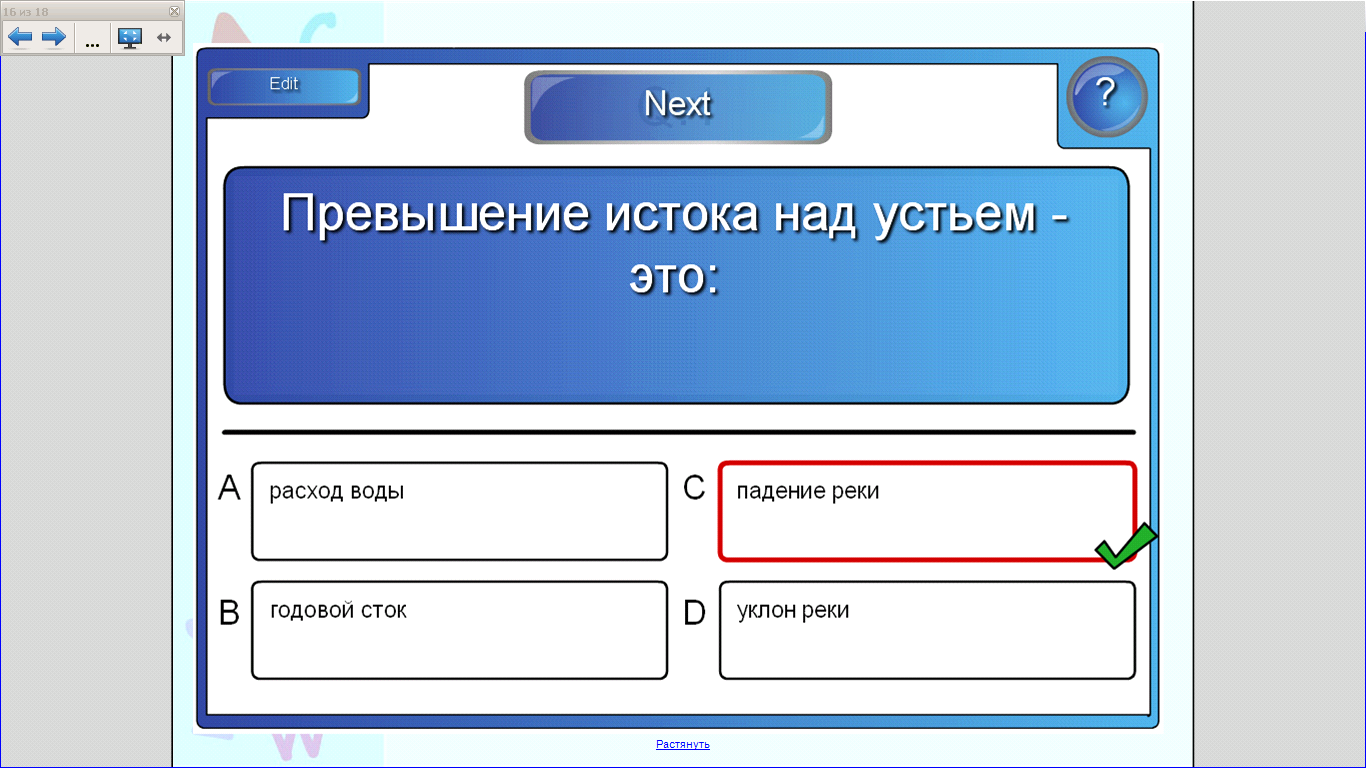 16 из 18
...
Edit
Next
?
Превышение истока над устьем -
это:
A
расход воды
C
падение реки
B
годовой сток
D
уклон реки
Растянуть